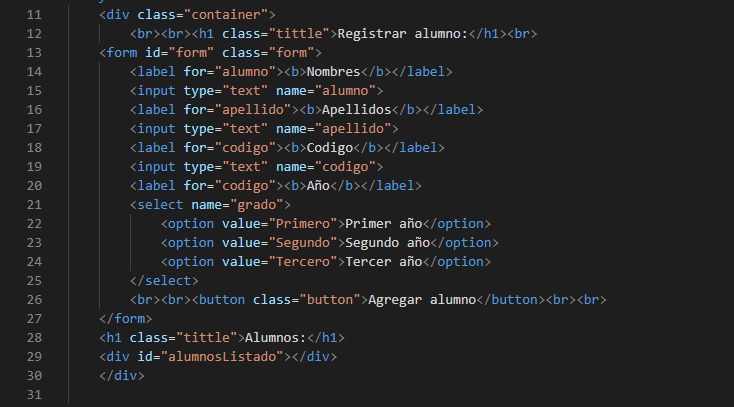 11 <div class="container">
12 <br><br><h1 class="tittle">Registrar alumno:</h1><br>
13 <form id="form" class="form">
14 <label for="alumno"><b>Nombres</b></label>
15 <input type="text" name="alumno">
16 <label for="apellido"><b>Apellidos</b></label>
17 <input type="text" name="apellido">
18 <label for="codigo"><b>Codigo</b></label>
19 <input type="text" name="codigo">
20 <label for="codigo"><b>Año</b></label>
21 <select name="grado">
22 <option value="Primero">Primer año</option>
23 <option value="Segundo">Segundo año</option>
24 <option value="Tercero">Tercer año</option>
25 </select>
26 <br><br><button class="button">Agregar alumno</button><br><br>
27 </form>
28 <h1 class="tittle">Alumnos:</h1>
29 <div id="alumnosListado"></div>
30 </div>
31